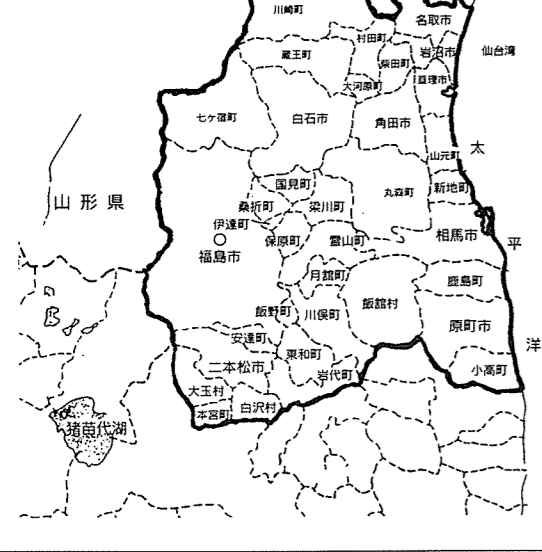 川崎町
名取市
村田町
岩沼市
仙台湾
蔵王町
柴田町
亘理市
大河原町
七ヶ宿町
白石市
角田市
山元町
太
国見町
丸森町
新地町
山形県
桑折町
梁川町
伊達町
相馬市
平
福島市
保原町
霊山町
月舘町
鹿島町
飯舘村
飯野町
川俣町
原町市
安達町
東和町
洋
二本松市
岩代町
小高町
大玉村
白沢村
本宮町
猪苗代湖